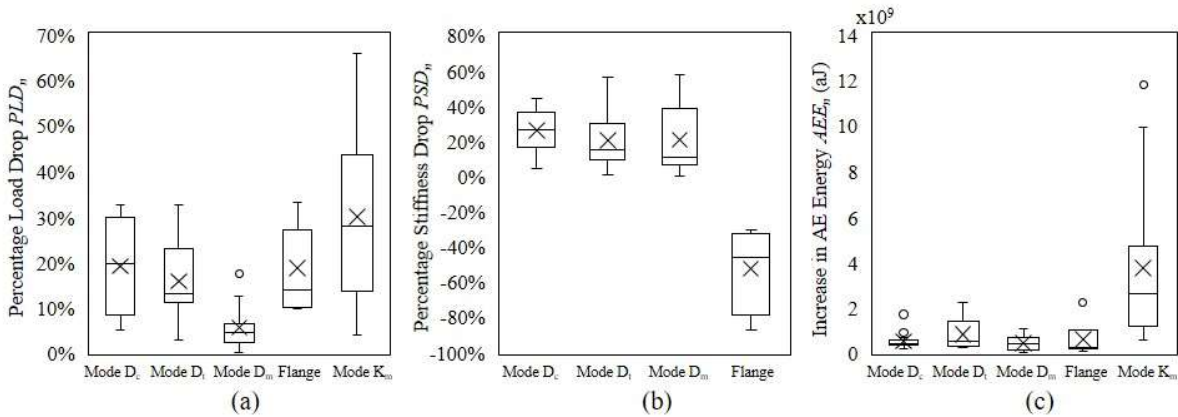 Percentage Load Drop PLDₙ
70%
60%
50%
40%
30%
20%
10%
0%
Mode D꜀ Mode Dₜ Mode Dₘ Flange Mode Kₘ
(a)
Percentage Stiffness Drop PSDₙ
80%
60%
40%
20%
0%
-20%
-40%
-60%
-80%
-100%
Mode D꜀ Mode Dₜ Mode Dₘ Flange
(b)
Increase in AE Energy AEEₙ (aJ)
x10⁹
14
12
10
8
6
4
2
0
Mode D꜀ Mode Dₜ Mode Dₘ Flange Mode Kₘ
(c)